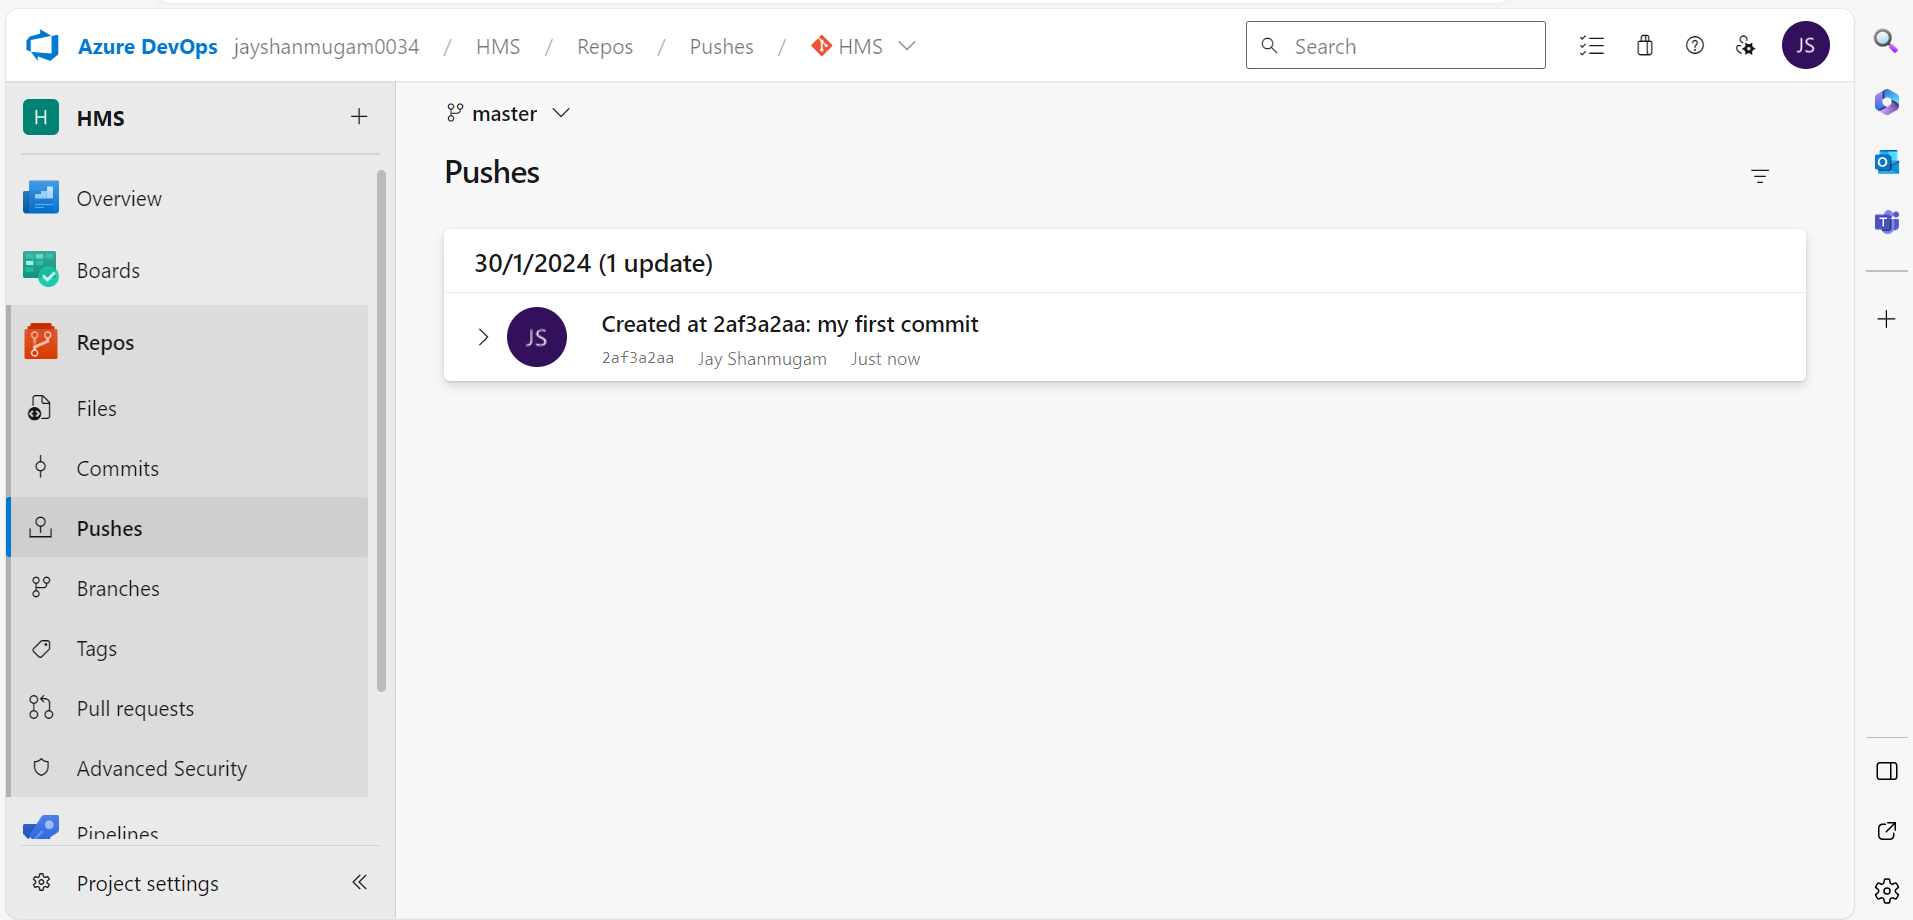 Azure DevOps jayshanmugam0034 / HMS / Repos / Pushes / HMS
Search
JS
H HMS
Overview
Boards
Repos
Files
Commits
Pushes
Branches
Tags
Pull requests
Advanced Security
Pipelines
Project settings
master
Pushes
30/1/2024 (1 update)
JS
Created at 2af3a2aa: my first commit
2af3a2aa Jay Shanmugam Just now